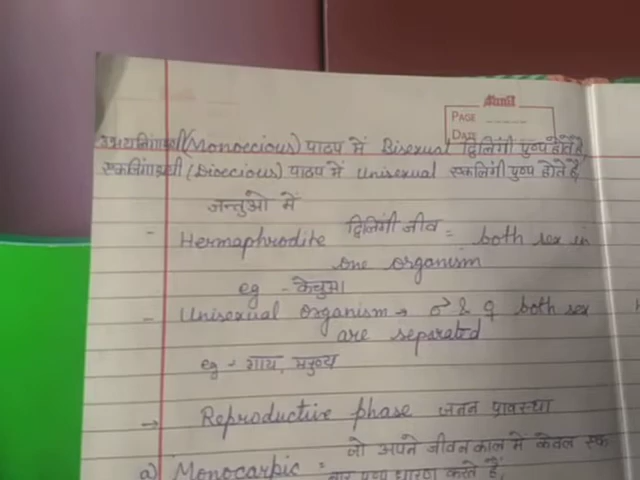 PAGE
DATE
उभयलिंगाश्रयी (Monoecious) पादप में Bisexual द्विलिंगी पुष्प होते है,
एकलिंगाश्रयी (Dioecious) पादप में unisexual एकलिंगी पुष्प होते हैं,
जन्तुओ में
- Hermaphrodite द्विलिंगी जीव = both sex in
one organism
eg - केंचुआ
- Unisexual organism → ♂ & ♀ both sex
are separated
eg - गाय, मनुष्य
→ Reproductive phase जनन प्रावस्था
जो अपने जीवन काल में केवल एक
a) Monocarpic = बार पुष्प धारण करते हैं,